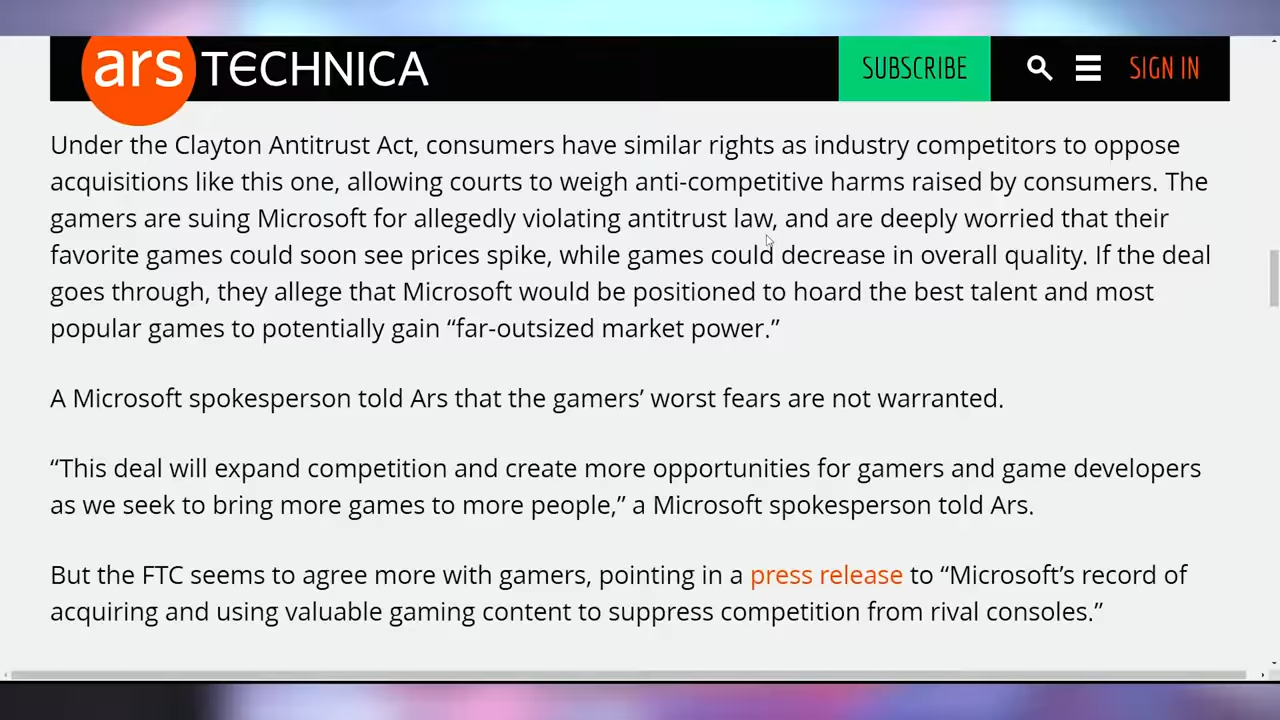 ars TECHNICA
SUBSCRIBE
SIGN IN
Under the Clayton Antitrust Act, consumers have similar rights as industry competitors to oppose
acquisitions like this one, allowing courts to weigh anti-competitive harms raised by consumers. The
gamers are suing Microsoft for allegedly violating antitrust law, and are deeply worried that their
favorite games could soon see prices spike, while games could decrease in overall quality. If the deal
goes through, they allege that Microsoft would be positioned to hoard the best talent and most
popular games to potentially gain “far-outsized market power.”
A Microsoft spokesperson told Ars that the gamers’ worst fears are not warranted.
“This deal will expand competition and create more opportunities for gamers and game developers
as we seek to bring more games to more people,” a Microsoft spokesperson told Ars.
But the FTC seems to agree more with gamers, pointing in a press release to “Microsoft’s record of
acquiring and using valuable gaming content to suppress competition from rival consoles.”